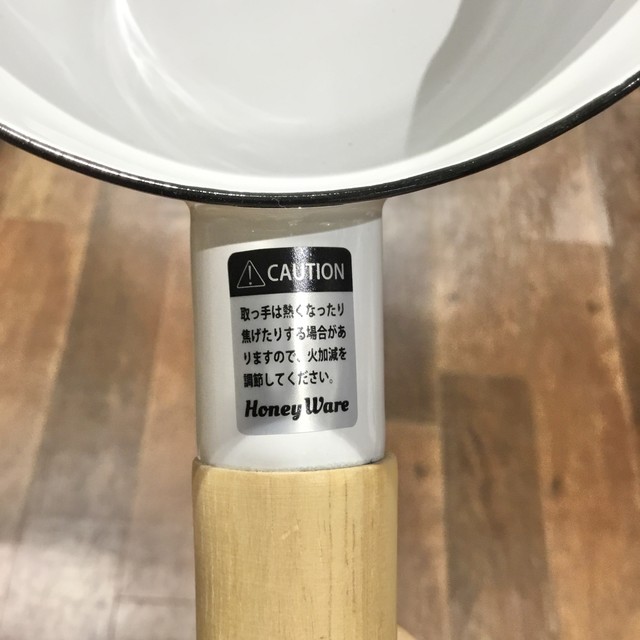 CAUTION
取っ手は熱くなったり
焦げたりする場合があ
りますので、火加減を
調節してください。
Honey Ware